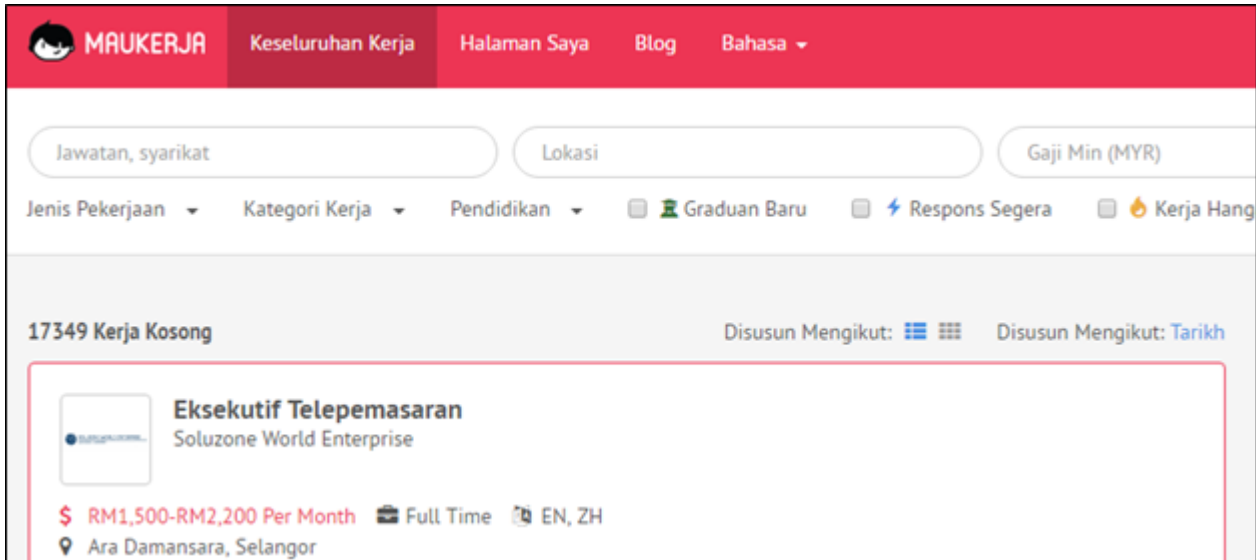 MAUKERJA Keseluruhan Kerja Halaman Saya Blog Bahasa
Jawatan, syarikat Lokasi Gaji Min (MYR)
Jenis Pekerjaan Kategori Kerja Pendidikan Graduan Baru Respons Segera Kerja Hang
17349 Kerja Kosong Disusun Mengikut: Disusun Mengikut: Tarikh
Eksekutif Telepemasaran
Soluzone World Enterprise
$ RM1,500-RM2,200 Per Month Full Time EN, ZH
Ara Damansara, Selangor